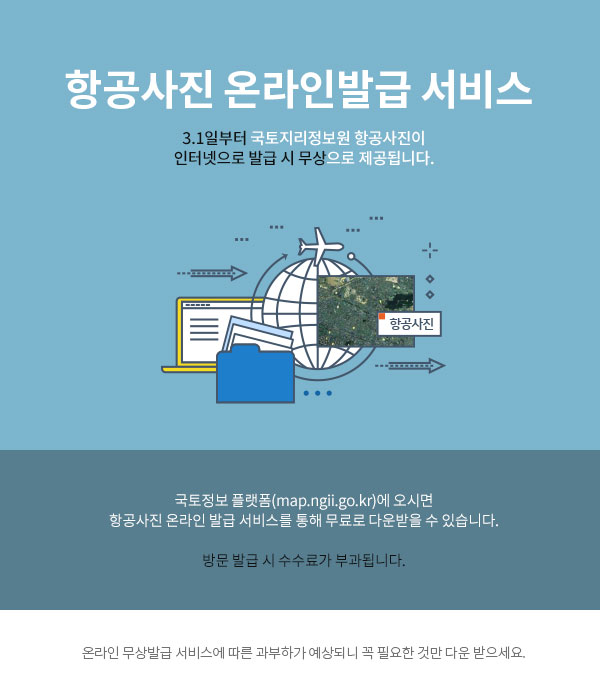 항공사진 온라인발급 서비스
3.1일부터 국토지리정보원 항공사진이
인터넷으로 발급 시 무상으로 제공됩니다.
항공사진
국토정보 플랫폼(map.ngii.go.kr)에 오시면
항공사진 온라인 발급 서비스를 통해 무료로 다운받을 수 있습니다.
방문 발급 시 수수료가 부과됩니다.
온라인 무상발급 서비스에 따른 과부하가 예상되니 꼭 필요한 것만 다운 받으세요.